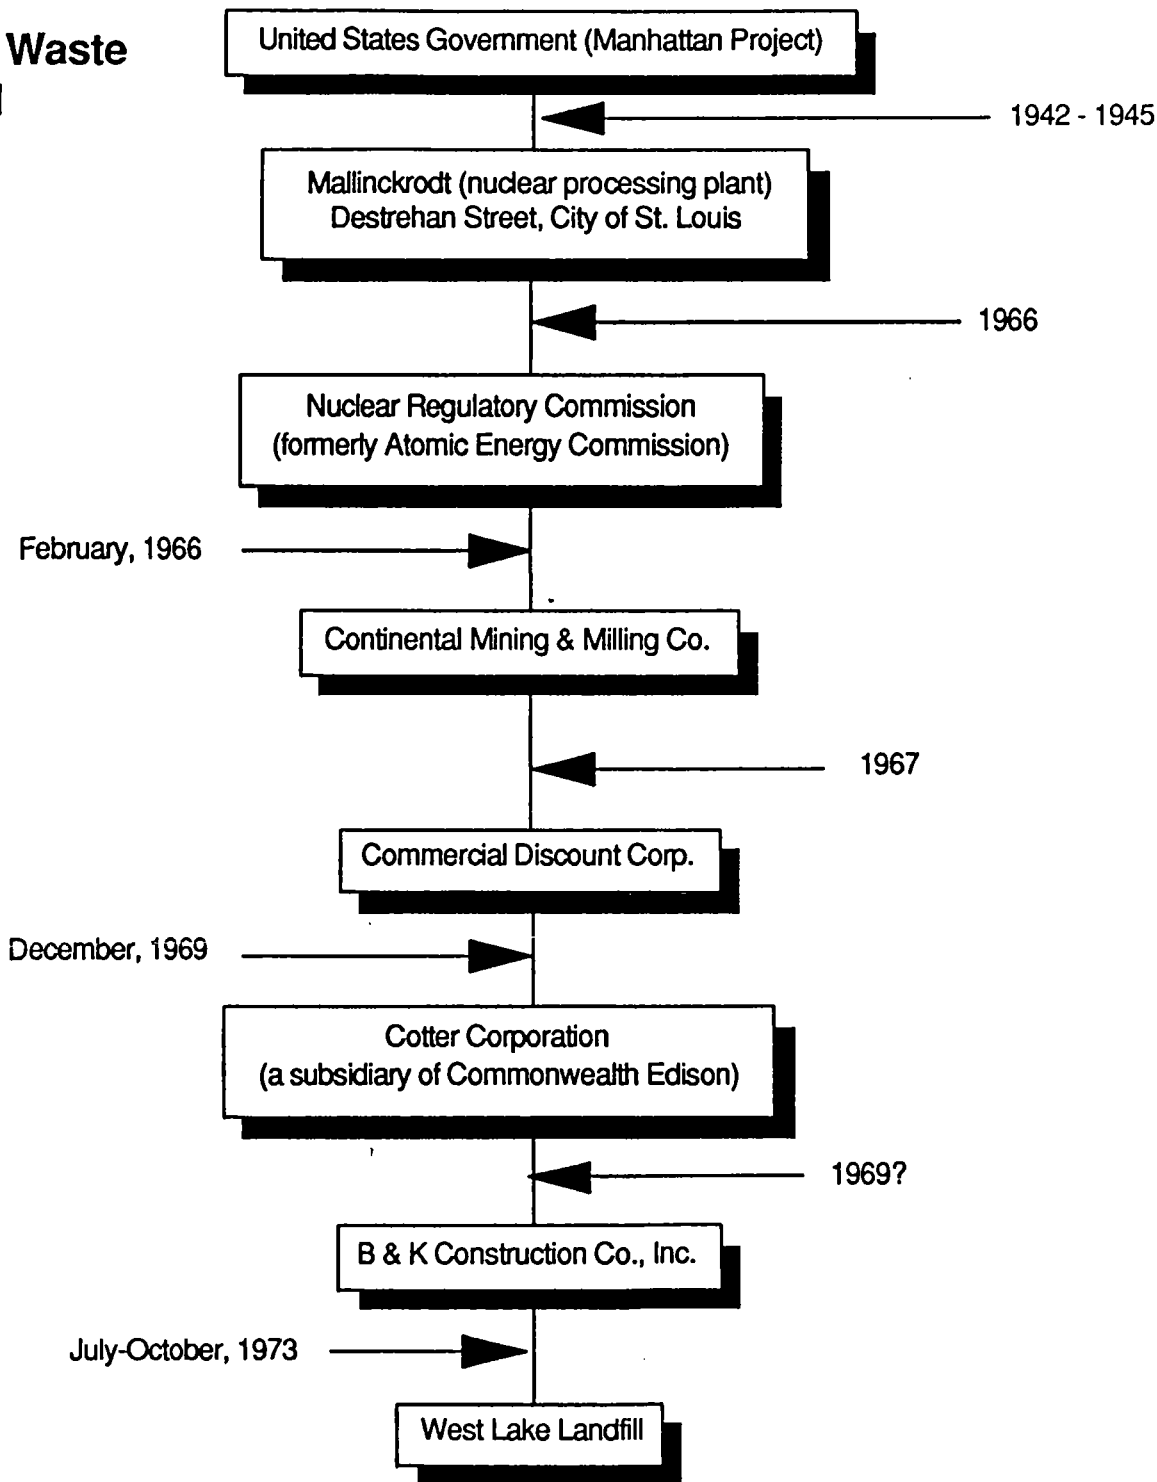 Waste
United States Government (Manhattan Project)
1942 - 1945
Mallinckrodt (nuclear processing plant)
Destrehan Street, City of St. Louis
1966
Nuclear Regulatory Commission
(formerly Atomic Energy Commission)
February, 1966
Continental Mining & Milling Co.
1967
Commercial Discount Corp.
December, 1969
Cotter Corporation
(a subsidiary of Commonwealth Edison)
1969?
B & K Construction Co., Inc.
July-October, 1973
West Lake Landfill